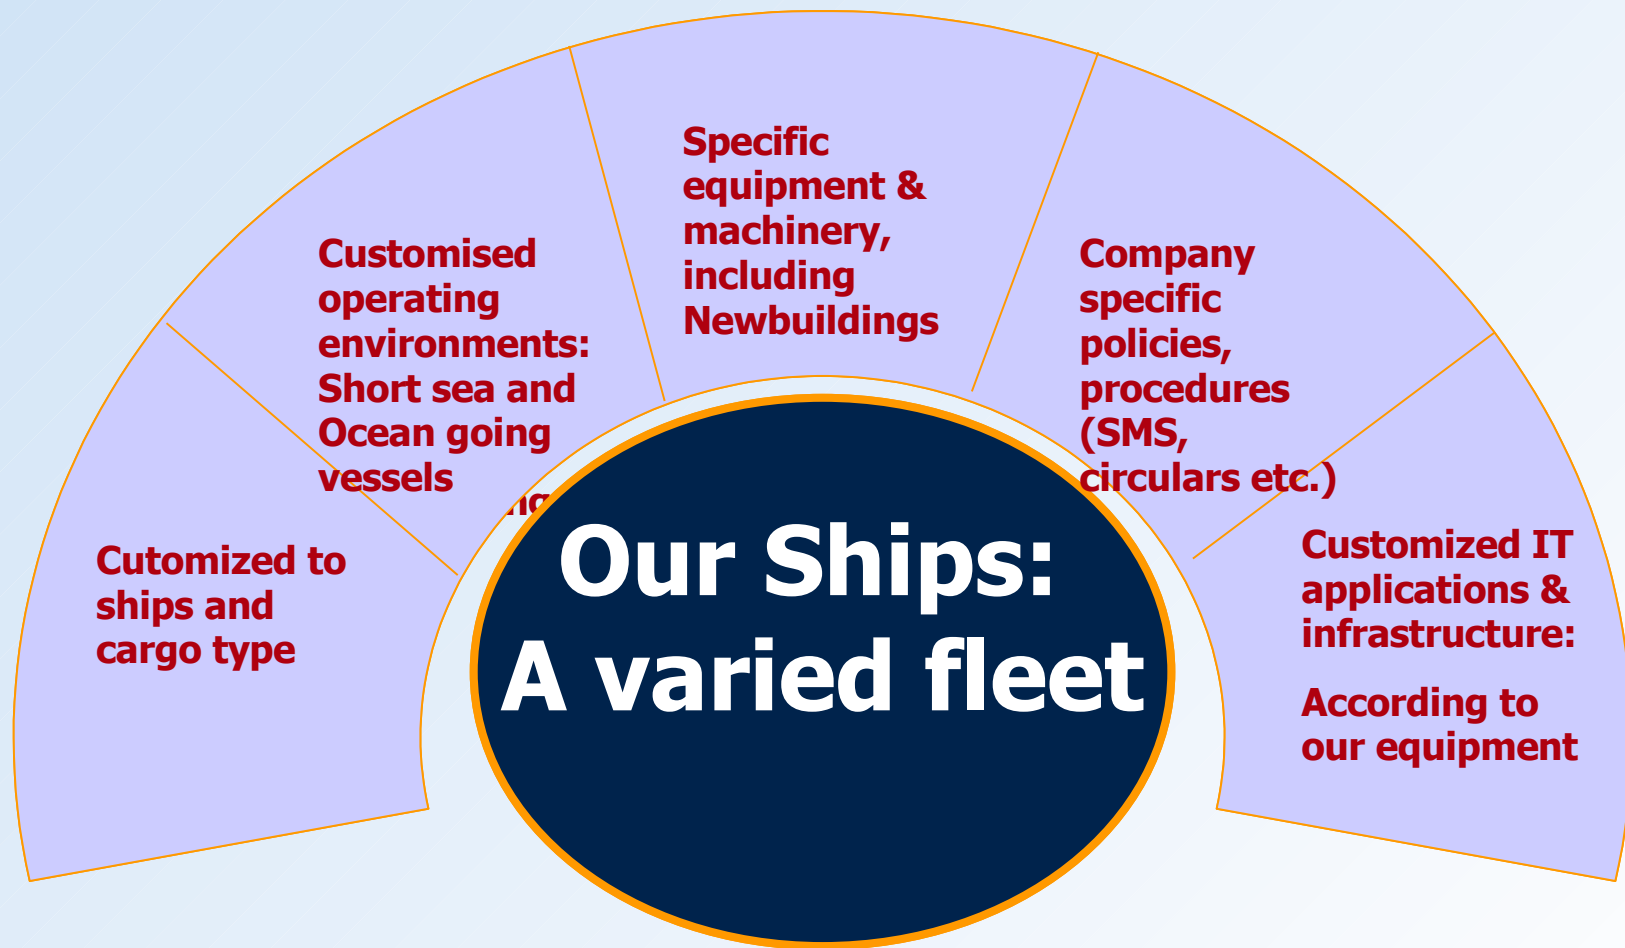 Specific
equipment &
machinery,
including
Newbuildings
Customised
operating
environments:
Short sea and
Ocean going
vessels
Company
specific
policies,
procedures
(SMS,
circulars etc.)
Cutomized to
ships and
cargo type
Our Ships:
A varied fleet
Customized IT
applications &
infrastructure:
According to
our equipment